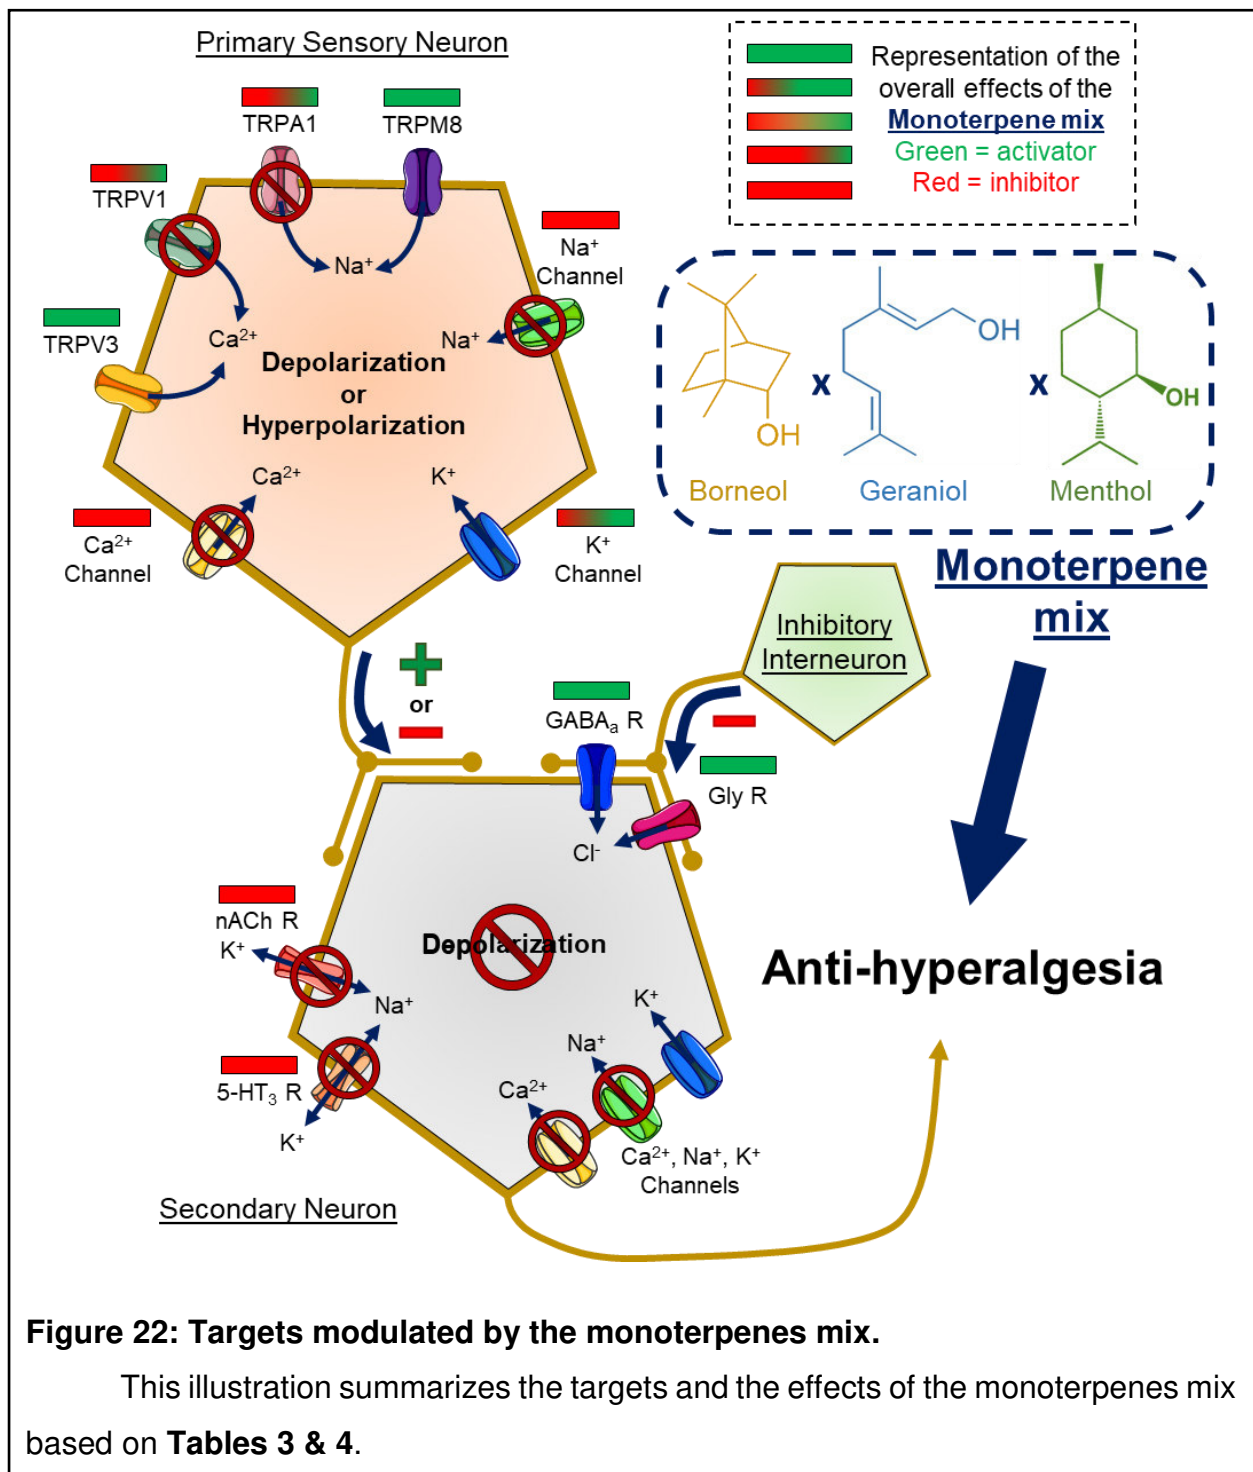 Primary Sensory Neuron
TRPA1
TRPM8
TRPV1
Na⁺
Channel
Na⁺
TRPV3
Ca²⁺
Na⁺
Depolarization
or
Hyperpolarization
Ca²⁺
K⁺
Ca²⁺
Channel
K⁺
Channel
Representation of the
overall effects of the
Monoterpene mix
Green = activator
Red = inhibitor
OH
x
x
OH
OH
Borneol
Geraniol
Menthol
Monoterpene
mix
Inhibitory
Interneuron
or
GABAₐ R
Gly R
Cl⁻
nACh R
K⁺
Depolarization
Na⁺
K⁺
Na⁺
5-HT₃ R
Ca²⁺
K⁺
Ca²⁺, Na⁺, K⁺
Channels
Secondary Neuron
Anti-hyperalgesia
Figure 22: Targets modulated by the monoterpenes mix.
This illustration summarizes the targets and the effects of the monoterpenes mix
based on Tables 3 & 4.